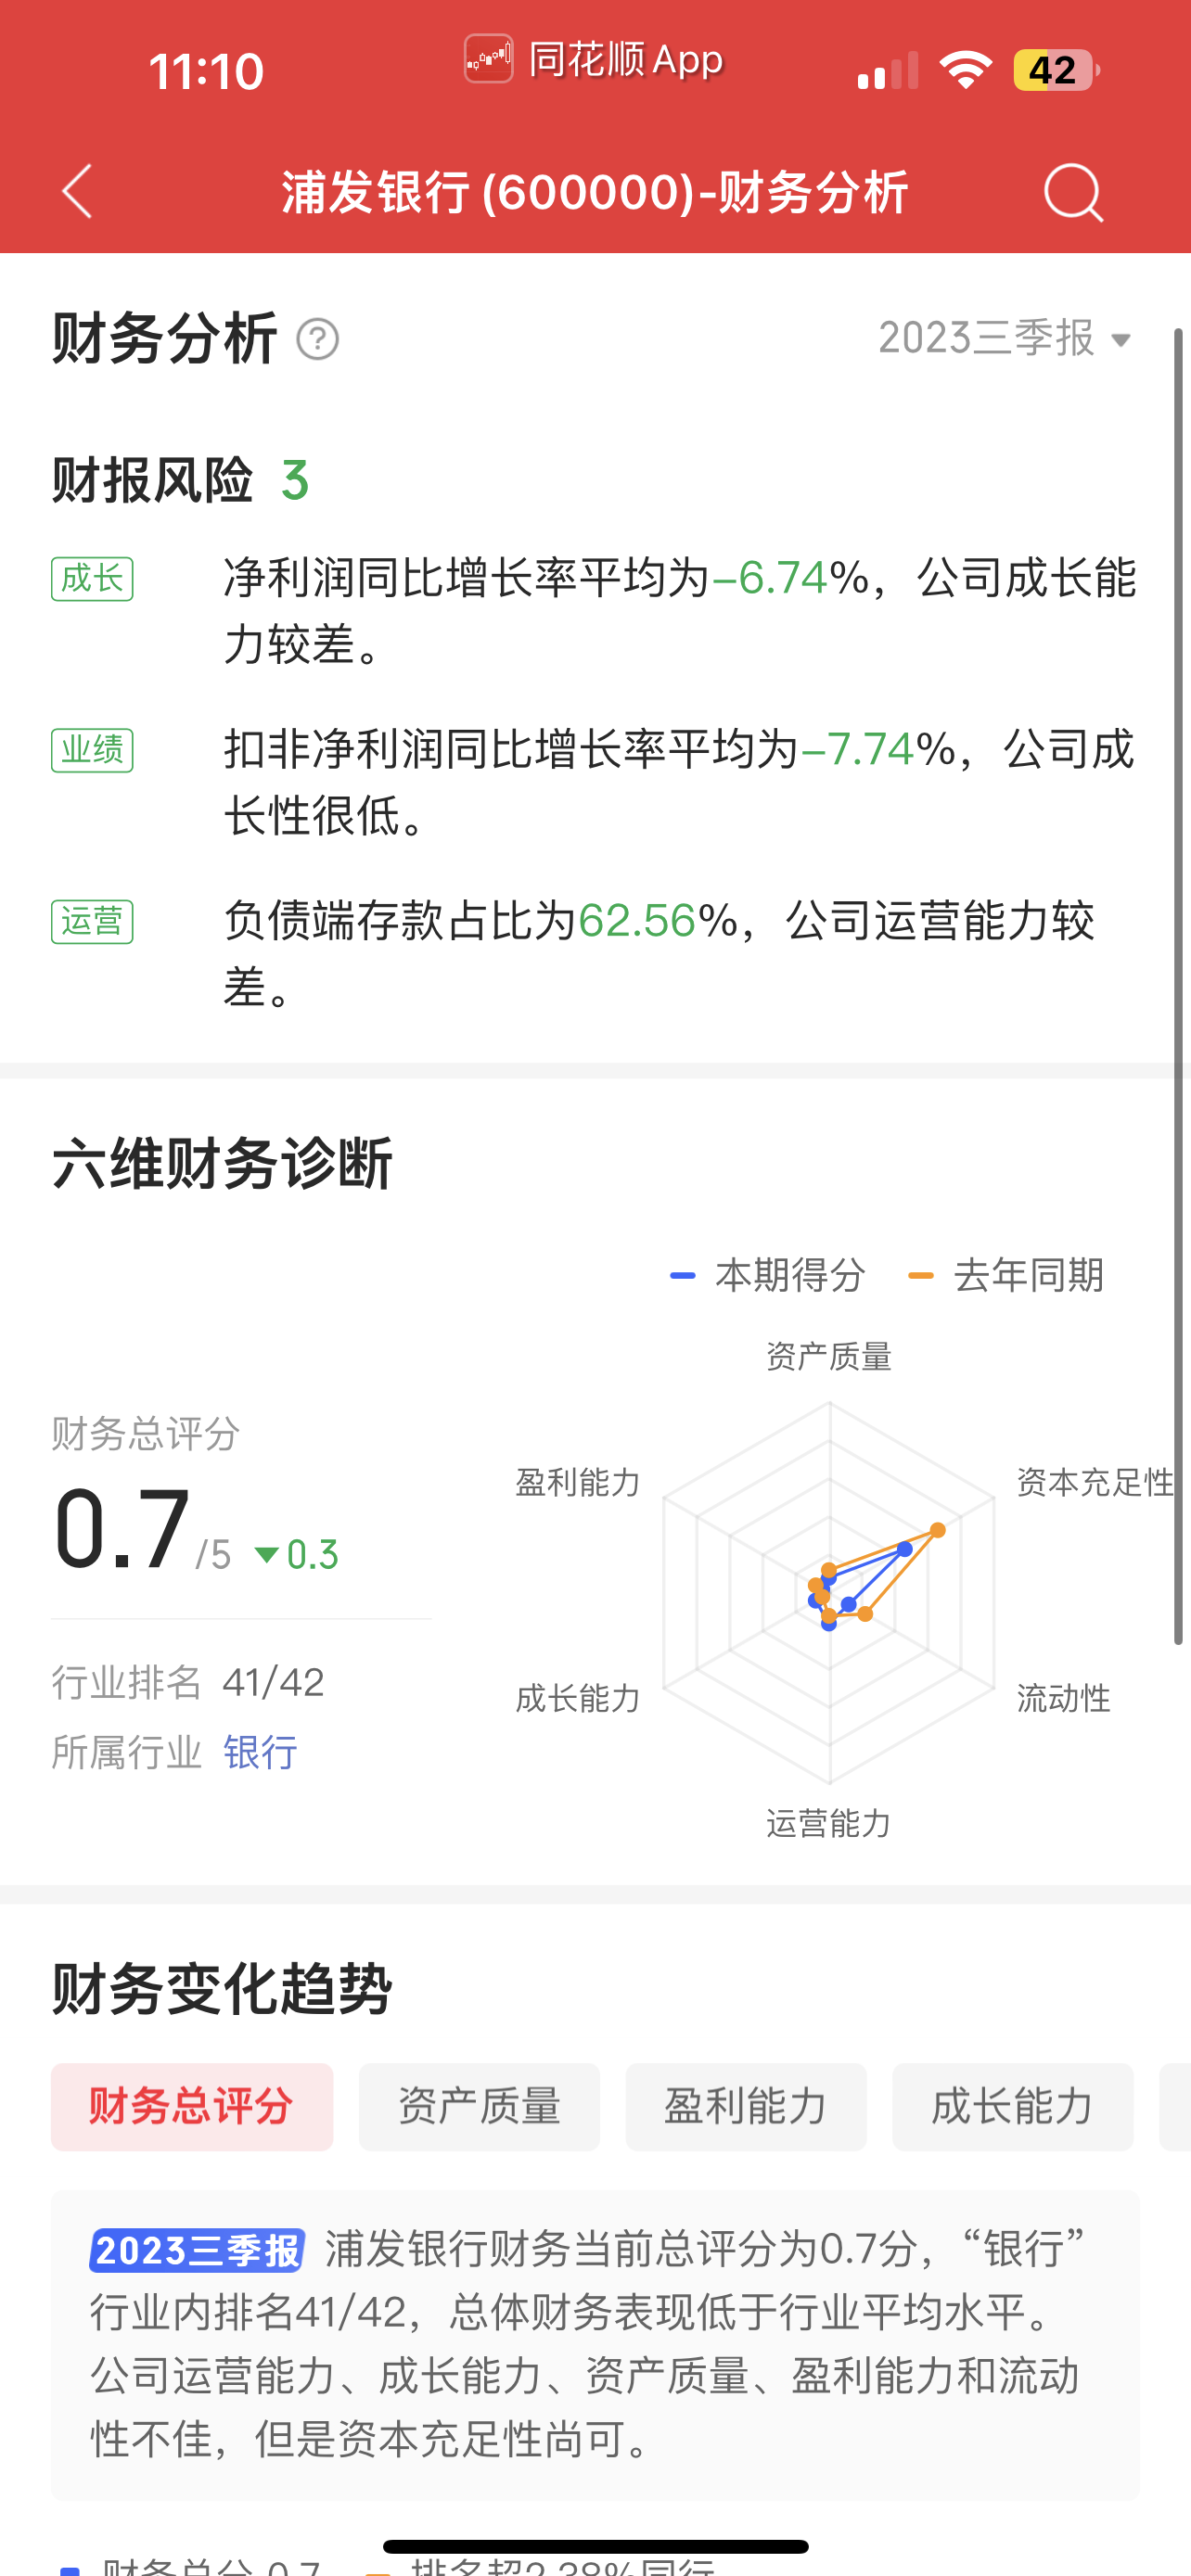 11:10
同花顺 App
42
浦发银行 (600000)-财务分析
财务分析 ?
2023三季报
财报风险 3
成长 净利润同比增长率平均为-6.74%，公司成长能
力较差。
业绩 扣非净利润同比增长率平均为-7.74%，公司成
长性很低。
运营 负债端存款占比为62.56%，公司运营能力较
差。
六维财务诊断
本期得分 去年同期
资产质量
盈利能力 资本充足性
成长能力 流动性
运营能力
财务总评分
0.7/5 0.3
行业排名 41/42
所属行业 银行
财务变化趋势
财务总评分 资产质量 盈利能力 成长能力
2023三季报 浦发银行财务当前总评分为0.7分，“银行”
行业内排名41/42，总体财务表现低于行业平均水平。
公司运营能力、成长能力、资产质量、盈利能力和流动
性不佳，但是资本充足性尚可。
财务总分 0.7 排名超2.38%同行